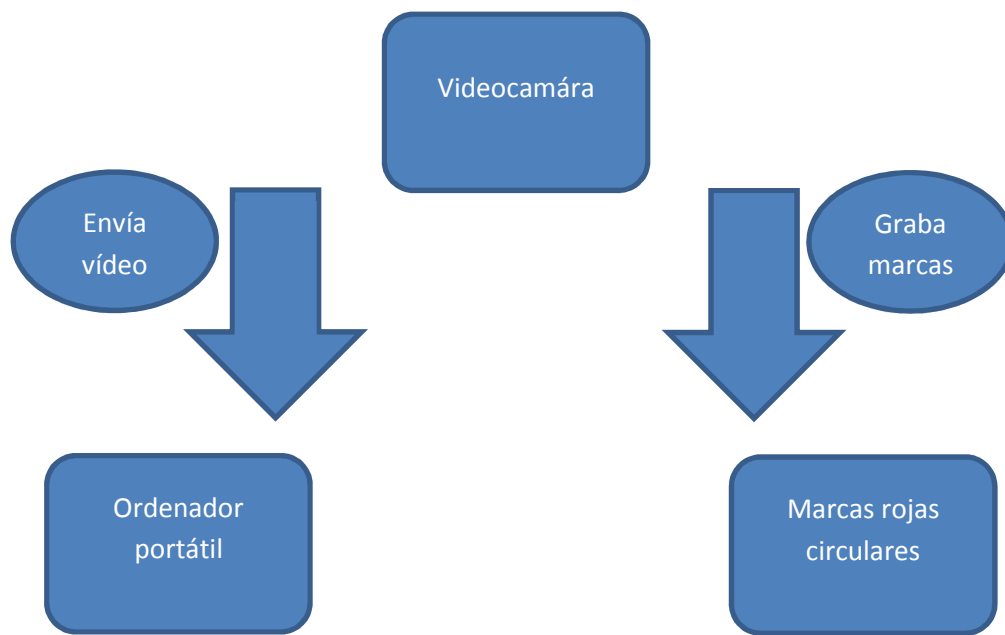 Videocamára
Envía
vídeo
Graba
marcas
Ordenador
portátil
Marcas rojas
circulares